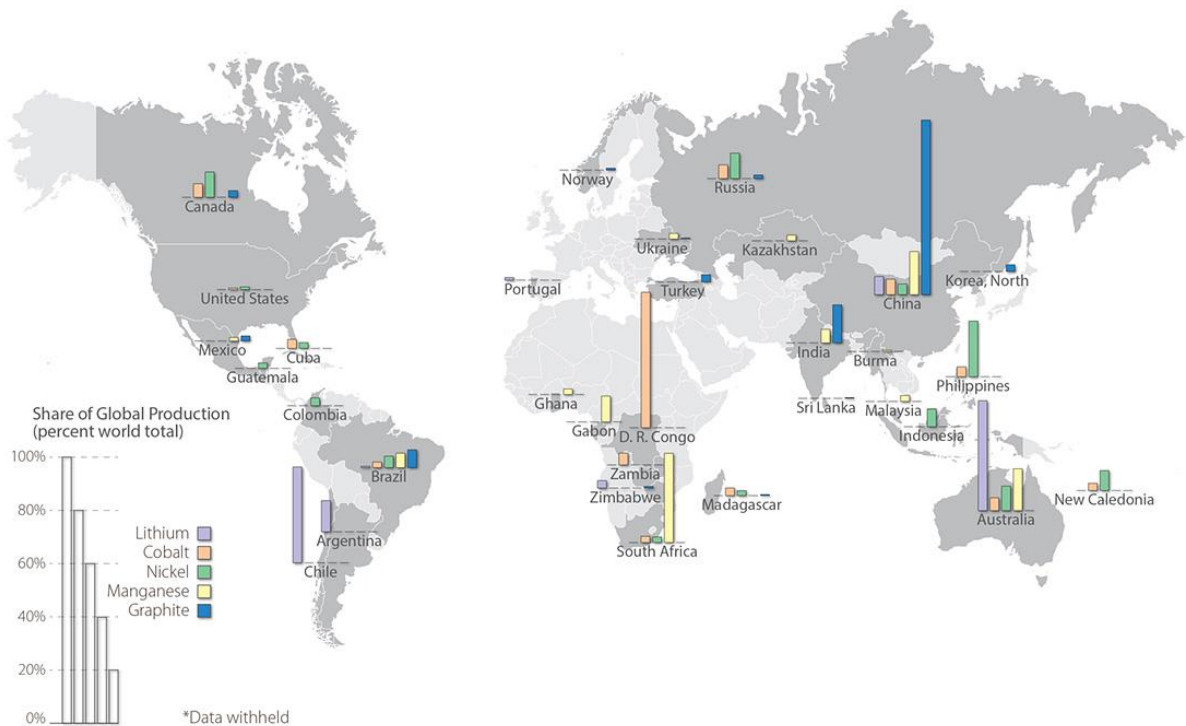 Norway
Russia
Canada
Ukraine
Kazakhstan
Korea, North
United States
Portugal
Turkey
China
Mexico
Cuba
India
Burma
Guatemala
Philippines
Colombia
Ghana
Sri Lanka
Malaysia
Gabon
D. R. Congo
Indonesia
Share of Global Production
(percent world total)
100%
80%
60%
40%
20%
0%
Brazil
Zambia
Zimbabwe
Madagascar
New Caledonia
Australia
Argentina
South Africa
Chile
Lithium
Cobalt
Nickel
Manganese
Graphite
*Data withheld